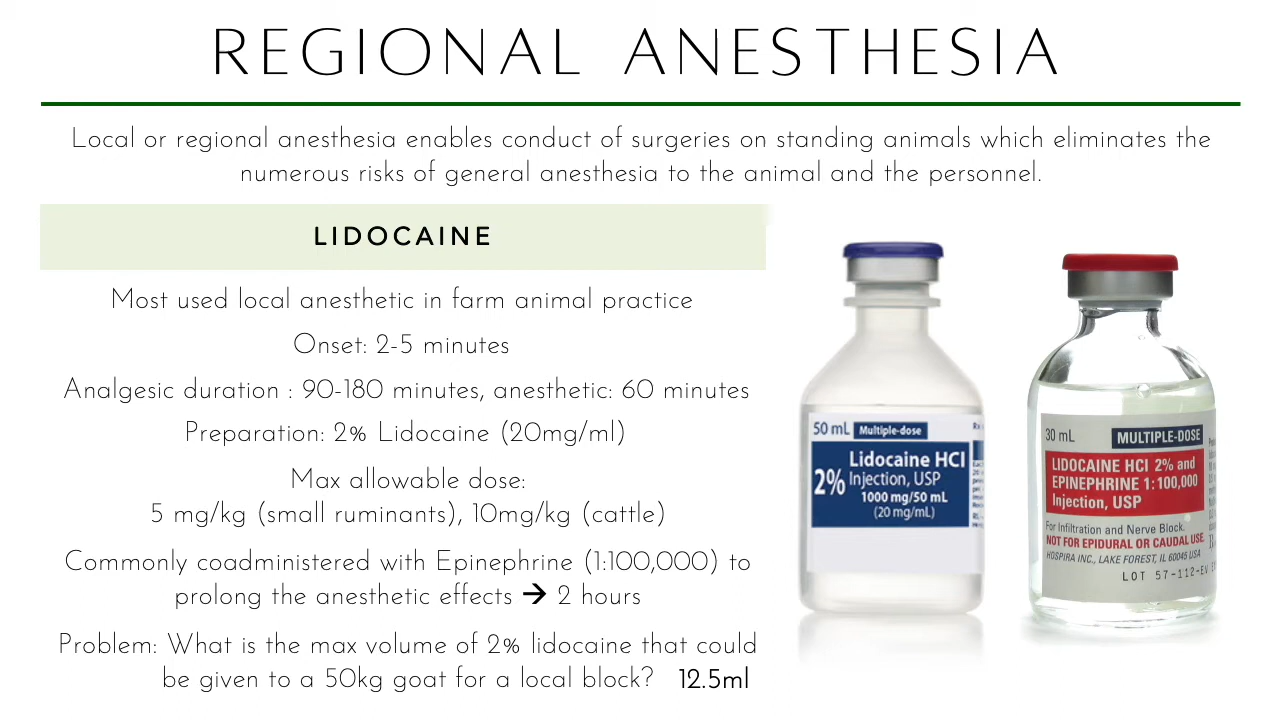 REGIONAL ANESTHESIA
Local or regional anesthesia enables conduct of surgeries on standing animals which eliminates the
numerous risks of general anesthesia to the animal and the personnel.
LIDOCAINE
Most used local anesthetic in farm animal practice
Onset: 2-5 minutes
Analgesic duration : 90-180 minutes, anesthetic: 60 minutes
Preparation: 2% Lidocaine (20mg/ml)
Max allowable dose:
5 mg/kg (small ruminants), 10mg/kg (cattle)
Commonly coadministered with Epinephrine (1:100,000) to
prolong the anesthetic effects → 2 hours
Problem: What is the max volume of 2% lidocaine that could
be given to a 50kg goat for a local block? 12.5ml
50 mL Multiple-dose
2% Lidocaine HCl
Injection, USP
1000 mg/50 mL
(20 mg/mL)
30 mL MULTIPLE-DOSE
LIDOCAINE HCl 2% and
EPINEPHRINE 1:100,000
Injection, USP
For Infiltration and Nerve Block.
NOT FOR EPIDURAL OR CAUDAL USE.
HOSPIRA INC., LAKE FOREST, IL 60045 USA
LOT 57-112-EV